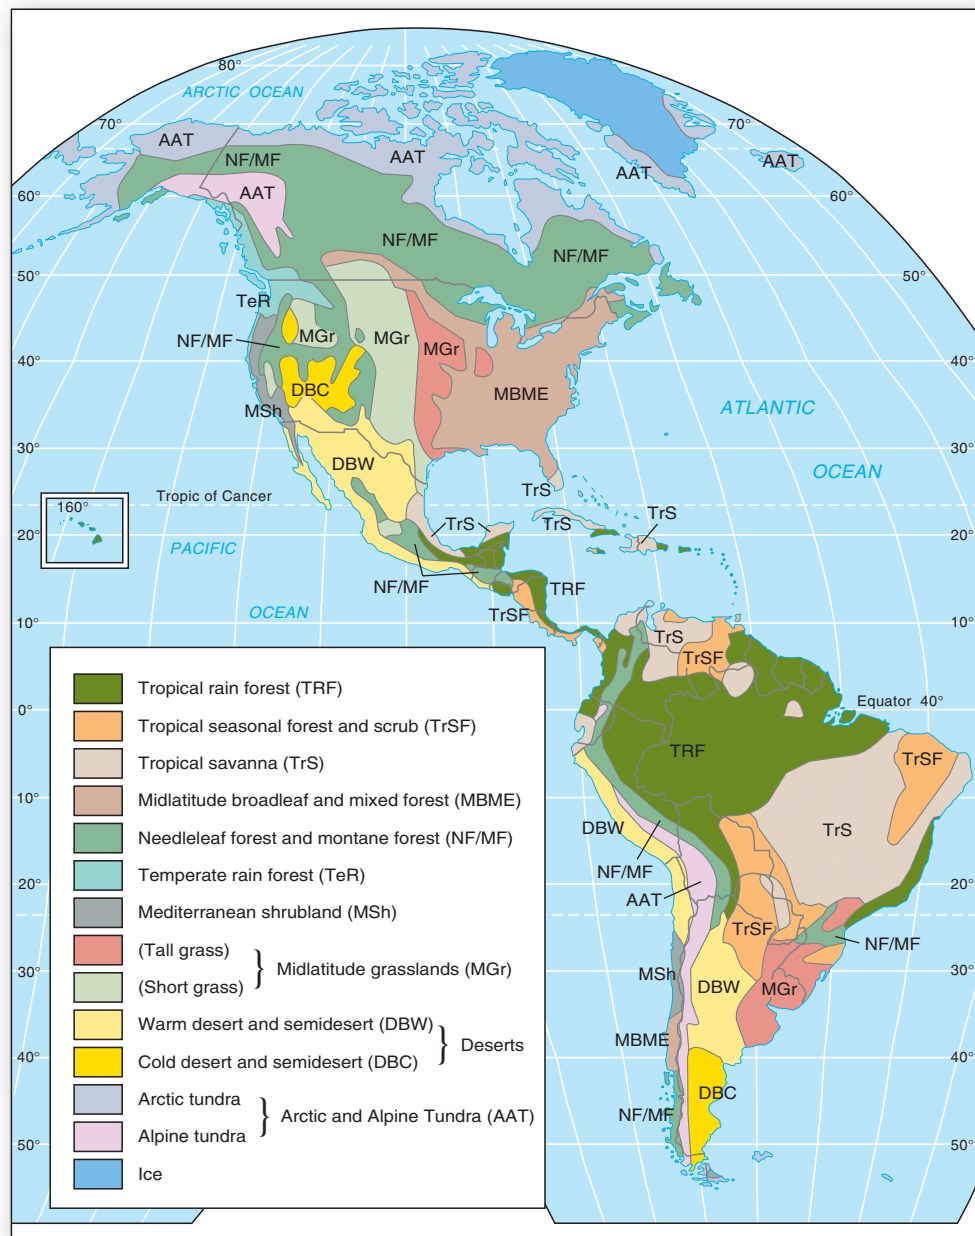 80°
ARCTIC OCEAN
70°
70°
AAT
AAT
AAT
AAT
NF/MF
AAT
60°
60°
NF/MF
NF/MF
50°
50°
MGr
TeR
NF/MF
MGr
MGr
MGr
40°
40°
DBC
MBME
MSh
ATLANTIC
30°
30°
DBW
OCEAN
TrS
Tropic of Cancer
160°
TrS
TrS
TrS
20°
20°
PACIFIC
NF/MF
TRF
OCEAN
TrSF
10°
10°
TrS
TrSF
Tropical rain forest (TRF)
0°
Equator 40°
Tropical seasonal forest and scrub (TrSF)
TRF
TrSF
Tropical savanna (TrS)
10°
10°
Midlatitude broadleaf and mixed forest (MBME)
DBW
TrS
Needleleaf forest and montane forest (NF/MF)
NF/MF
Temperate rain forest (TeR)
20°
20°
AAT
Mediterranean shrubland (MSh)
TrSF
NF/MF
(Tall grass)
Midlatitude grasslands (MGr)
30°
30°
MSh
DBW
MGr
(Short grass)
Warm desert and semidesert (DBW)
Deserts
MBME
40°
40°
Cold desert and semidesert (DBC)
DBC
Arctic tundra
Arctic and Alpine Tundra (AAT)
NF/MF
Alpine tundra
50°
50°
Ice